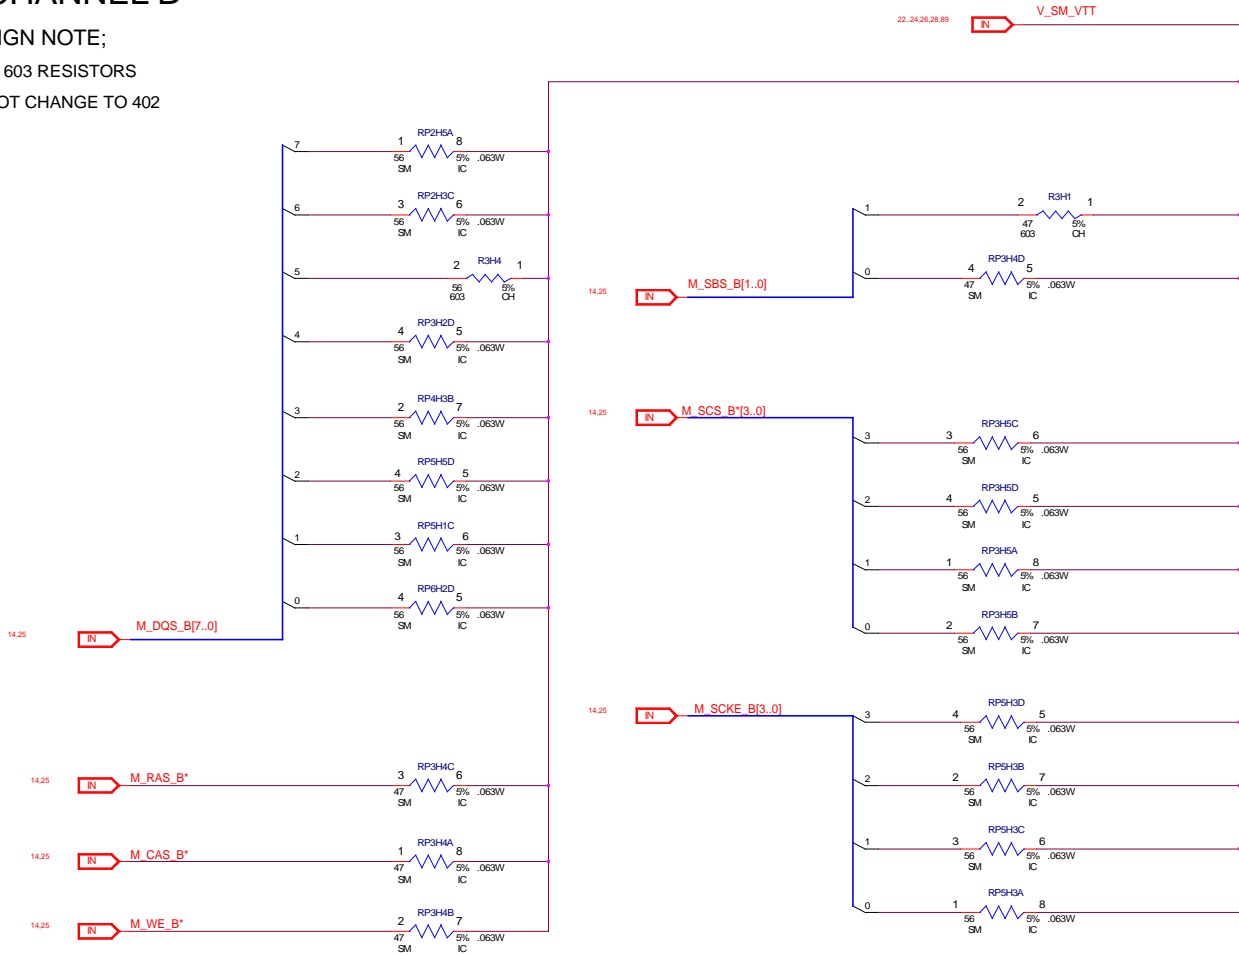 22..24,26,28,89 IN V_SM_VTT
IGN NOTE;
603 RESISTORS
OT CHANGE TO 402
7 1 RP2H5A 8
56 5% .063W
SM IC
6 3 RP2H3C 6
56 5% .063W
SM IC
5 2 R3H4 1
56 5%
603 CH
4 4 RP3H2D 5
56 5% .063W
SM IC
3 2 RP4H3B 7
56 5% .063W
SM IC
2 4 RP5H5D 5
56 5% .063W
SM IC
1 3 RP5H1C 6
56 5% .063W
SM IC
0 4 RP6H2D 5
56 5% .063W
SM IC
14,25 IN M_DQS_B[7..0]
14,25 IN M_RAS_B*
3 RP3H4C 6
47 5% .063W
SM IC
14,25 IN M_CAS_B*
1 RP3H4A 8
47 5% .063W
SM IC
14,25 IN M_WE_B*
2 RP3H4B 7
47 5% .063W
SM IC
1 2 R3H1 1
47 5%
603 CH
0 4 RP3H4D 5
47 5% .063W
SM IC
14,25 IN M_SBS_B[1..0]
14,25 IN M_SCS_B*[3..0]
3 3 RP3H5C 6
56 5% .063W
SM IC
2 4 RP3H5D 5
56 5% .063W
SM IC
1 1 RP3H5A 8
56 5% .063W
SM IC
0 2 RP3H5B 7
56 5% .063W
SM IC
14,25 IN M_SCKE_B[3..0]
3 4 RP5H3D 5
56 5% .063W
SM IC
2 2 RP5H3B 7
56 5% .063W
SM IC
1 3 RP5H3C 6
56 5% .063W
SM IC
0 1 RP5H3A 8
56 5% .063W
SM IC